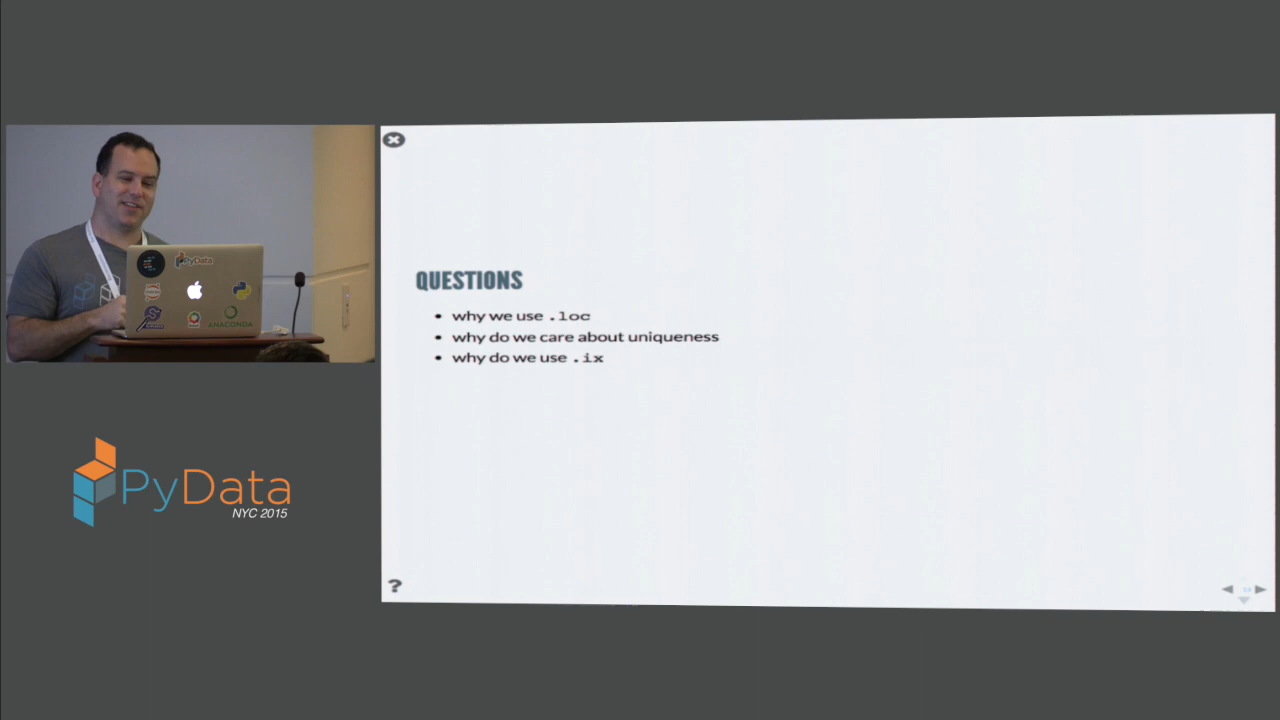 PyData
ANACONDA
QUESTIONS
• why we use .loc
• why do we care about uniqueness
• why do we use .ix
?
PyData
NYC 2015